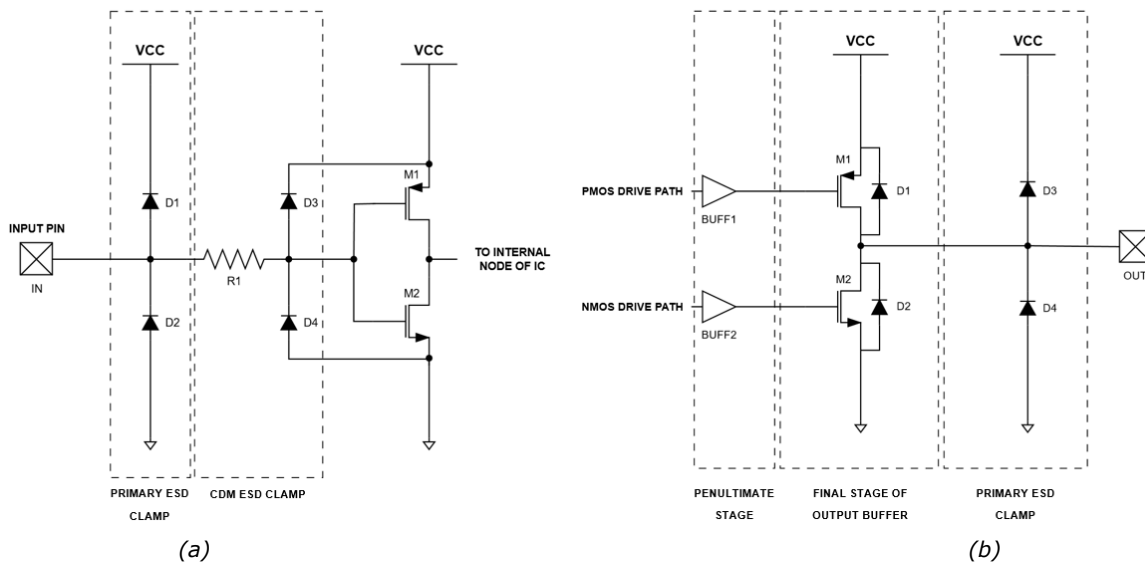 VCC
VCC
D1
D3
M1
INPUT PIN
IN
R1
TO INTERNAL
NODE OF IC
D2
D4
M2
PRIMARY ESD
CLAMP
CDM ESD CLAMP
(a)
VCC
VCC
M1
PMOS DRIVE PATH
D1
D3
BUFF1
OUT
M2
NMOS DRIVE PATH
D2
D4
BUFF2
PENULTIMATE
STAGE
FINAL STAGE OF
OUTPUT BUFFER
PRIMARY ESD
CLAMP
(b)